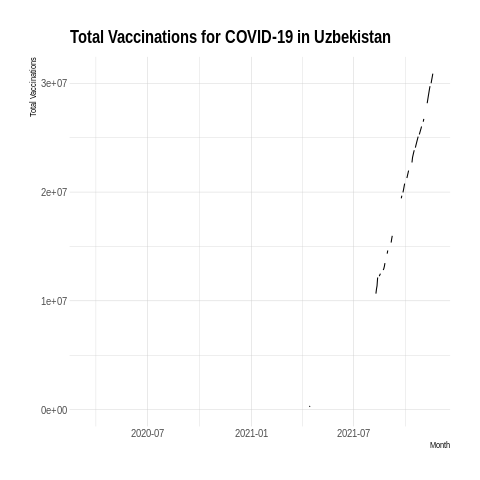 Total Vaccinations for COVID-19 in Uzbekistan
Total Vaccinations
3e+07
2e+07
1e+07
0e+00
2020-07
2021-01
2021-07
Month